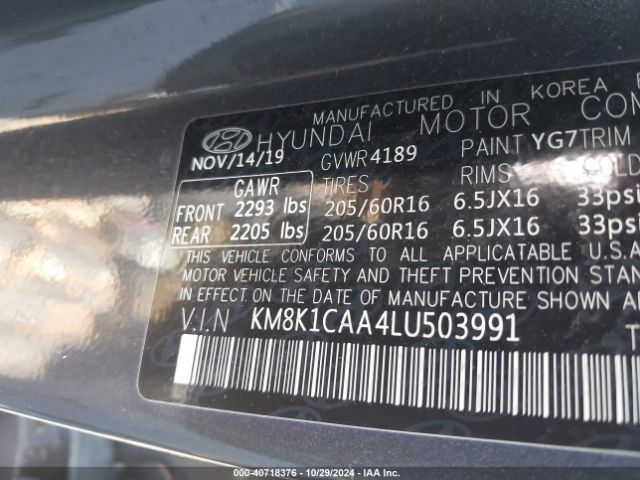 MANUFACTURED IN KOREA
HYUNDAI MOTOR
NOV/14/19 GVWR 4189 PAINT YG7 TRIM
GAWR TIRES RIMS
FRONT 2293 lbs 205/60R16 6.5JX16 33
REAR 2205 lbs 205/60R16 6.5JX16 33
THIS VEHICLE CONFORMS TO ALL APPLICATABLE U.S.A
MOTOR VEHICLE SAFETY AND THEFT PREVENTION
IN EFFECT ON THE DATE OF MANUFACTURE SHOWN
V.I.N KM8K1CAA4LU503991
000-40718376 - 10/29/2024 - IAA Inc.